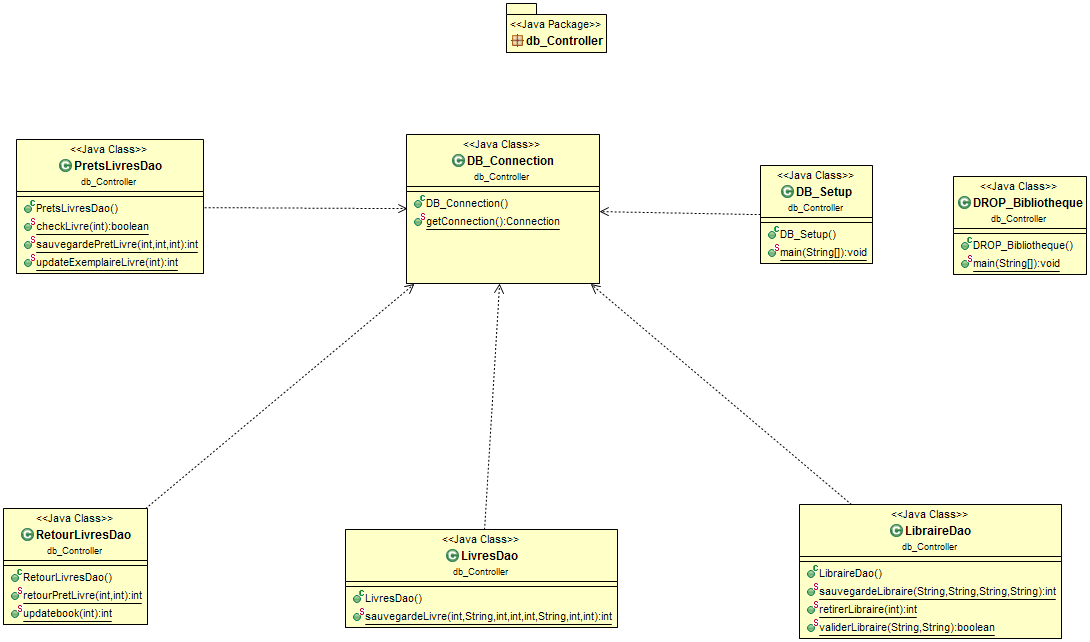 <<Java Package>>
db_Controller
<<Java Class>>
PretsLivresDao
db_Controller
PretsLivresDao()
checkLivre(int):boolean
sauvegardePretLivre(int,int,int):int
updateExemplaireLivre(int):int
<<Java Class>>
DB_Connection
db_Controller
DB_Connection()
getConnection():Connection
<<Java Class>>
DB_Setup
db_Controller
DB_Setup()
main(String[]):void
<<Java Class>>
DROP_Bibliotheque
db_Controller
DROP_Bibliotheque()
main(String[]):void
<<Java Class>>
RetourLivresDao
db_Controller
RetourLivresDao()
retourPretLivre(int,int):int
updatebook(int):int
<<Java Class>>
LivresDao
db_Controller
LivresDao()
sauvegardeLivre(int,String,int,int,int,String,int,int):int
<<Java Class>>
LibraireDao
db_Controller
LibraireDao()
sauvegardeLibraire(String,String,String,String):int
retirerLibraire(int):int
validerLibraire(String,String):boolean